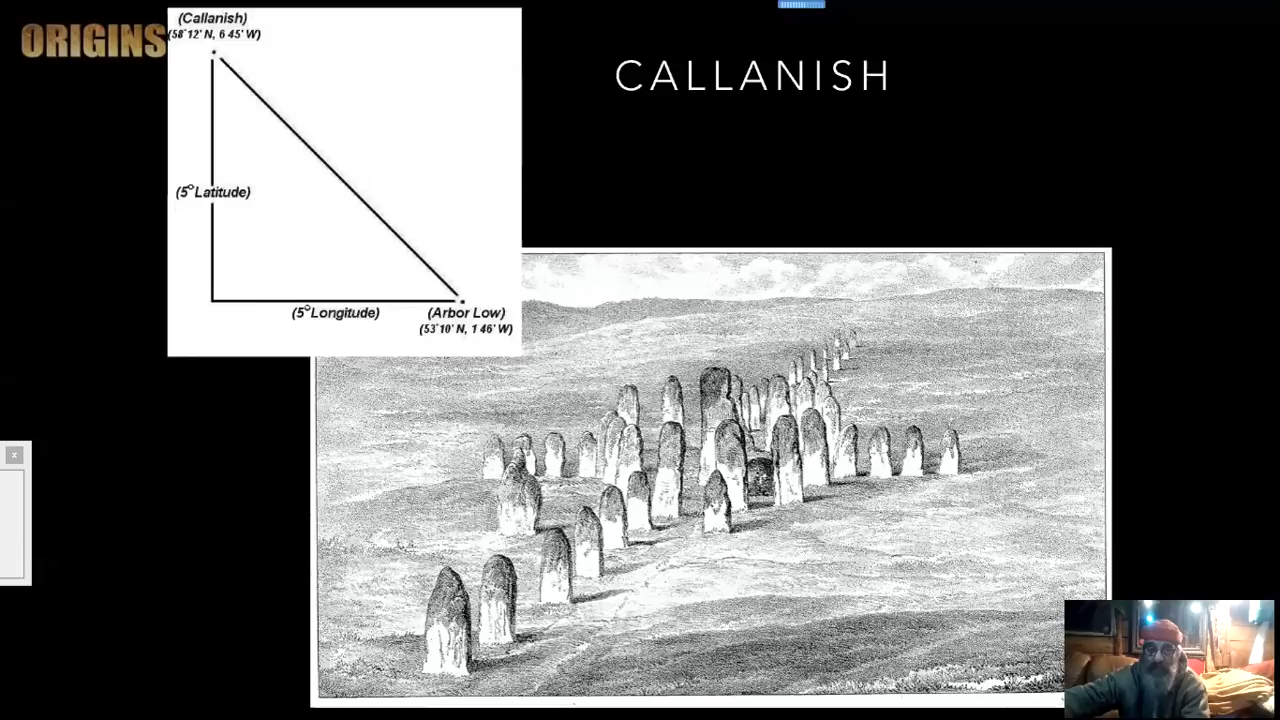 ORIGINS
(Callanish)
(58°12' N, 6 45' W)
CALLANISH
(5°Latitude)
(5°Longitude)
(Arbor Low)
(53°10' N, 1 46' W)
x